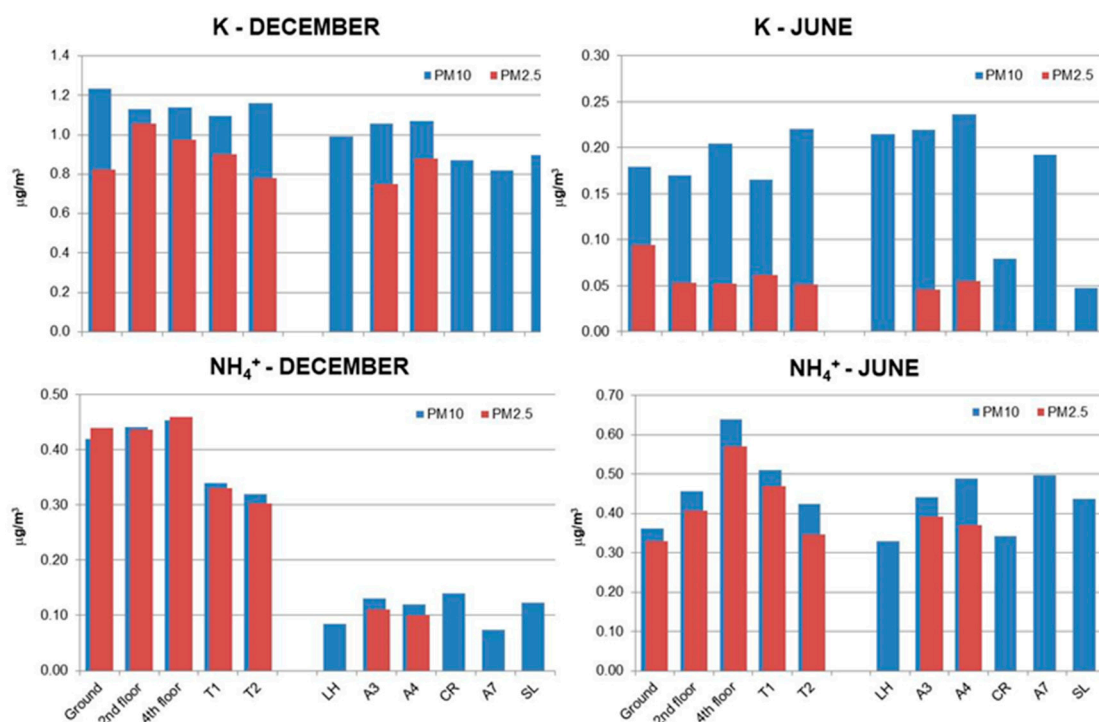 K - DECEMBER
1.4
1.2
1.0
0.8
0.6
0.4
0.2
0.0
µg/m³
PM10 PM2.5
K - JUNE
0.30
0.25
0.20
0.15
0.10
0.05
0.00
µg/m³
PM10 PM2.5
NH₄⁺ - DECEMBER
0.50
0.40
0.30
0.20
0.10
0.00
µg/m³
PM10 PM2.5
Ground
2nd floor
4th floor
T1
T2
LH
A3
A4
CR
A7
SL
NH₄⁺ - JUNE
0.70
0.60
0.50
0.40
0.30
0.20
0.10
0.00
µg/m³
PM10 PM2.5
Ground
2nd floor
4th floor
T1
T2
LH
A3
A4
CR
A7
SL